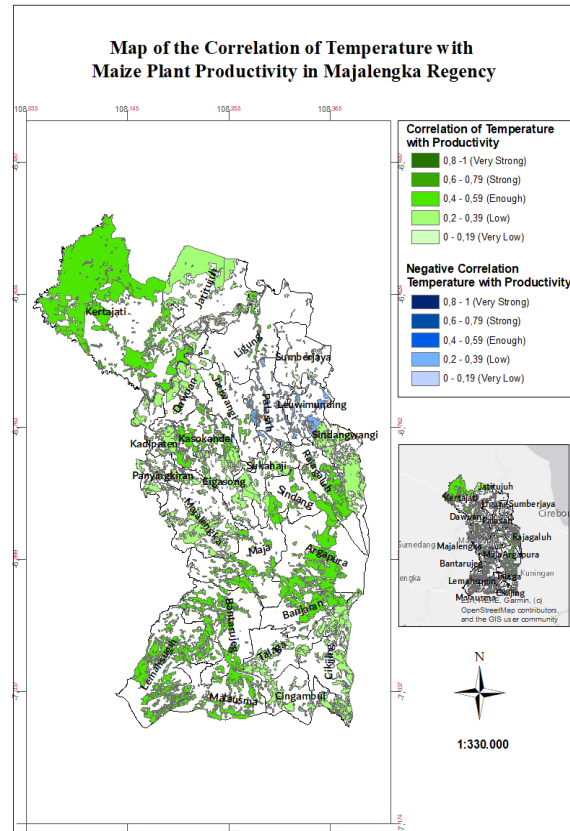 Map of the Correlation of Temperature with
Maize Plant Productivity in Majalengka Regency
108,035
108,145
108,255
108,365
Correlation of Temperature
with Productivity
0,8 -1 (Very Strong)
0,6 - 0,79 (Strong)
0,4 - 0,59 (Enough)
0,2 - 0,39 (Low)
0 - 0,19 (Very Low)
Negative Correlation
Temperature with Productivity
0,8 - 1 (Very Strong)
0,6 - 0,79 (Strong)
0,4 - 0,59 (Enough)
0,2 - 0,39 (Low)
0 - 0,19 (Very Low)
Kertajati
Jatitujuh
Ligung
Sumberjaya
Dawuan
Jatiwangi
Palasah
Leuwimunding
Kadipaten
Kasokandel
Sindangwangi
Panyingkiran
Cigasong
Sukahaji
Rajagaluh
Sindang
Majalengka
Maja
Argapura
Bantarujeg
Banjaran
Lemahsugih
Talaga
Cikijing
Malausma
Cingambul
Jatitujuh
Kertajati
Ligung
Sumberjaya
Dawuan
Palasah
Cirebon
Rajagaluh
Sumedang
Majalengka
Maja
Argapura
Bantarujeg
Kuningan
Lemahsugih
Talaga
Cikijing
Malausma
Garmin, (c)
OpenStreetMap contributors,
and the GIS user community
N
1:330.000